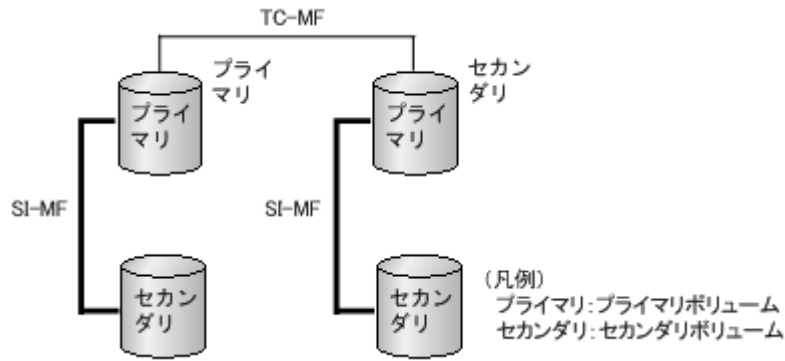 TC-MF
プライ
マリ
セカン
ダリ
プライ
マリ
プライ
マリ
SI-MF
SI-MF
セカン
ダリ
セカン
ダリ
(凡例)
プライマリ:プライマリボリューム
セカンダリ:セカンダリボリューム